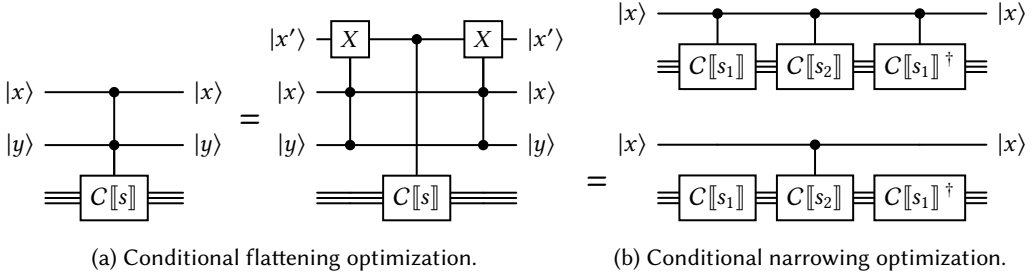 |x⟩ |x⟩
|x′⟩ X X |x′⟩
C⟦s₁⟧ C⟦s₂⟧ C⟦s₁⟧ †
|x⟩ |x⟩ = |x⟩ |x⟩
|y⟩ |y⟩ |y⟩ |y⟩
|x⟩ |x⟩
C⟦s⟧ C⟦s⟧
= C⟦s₁⟧ C⟦s₂⟧ C⟦s₁⟧ †
(a) Conditional flattening optimization.
(b) Conditional narrowing optimization.